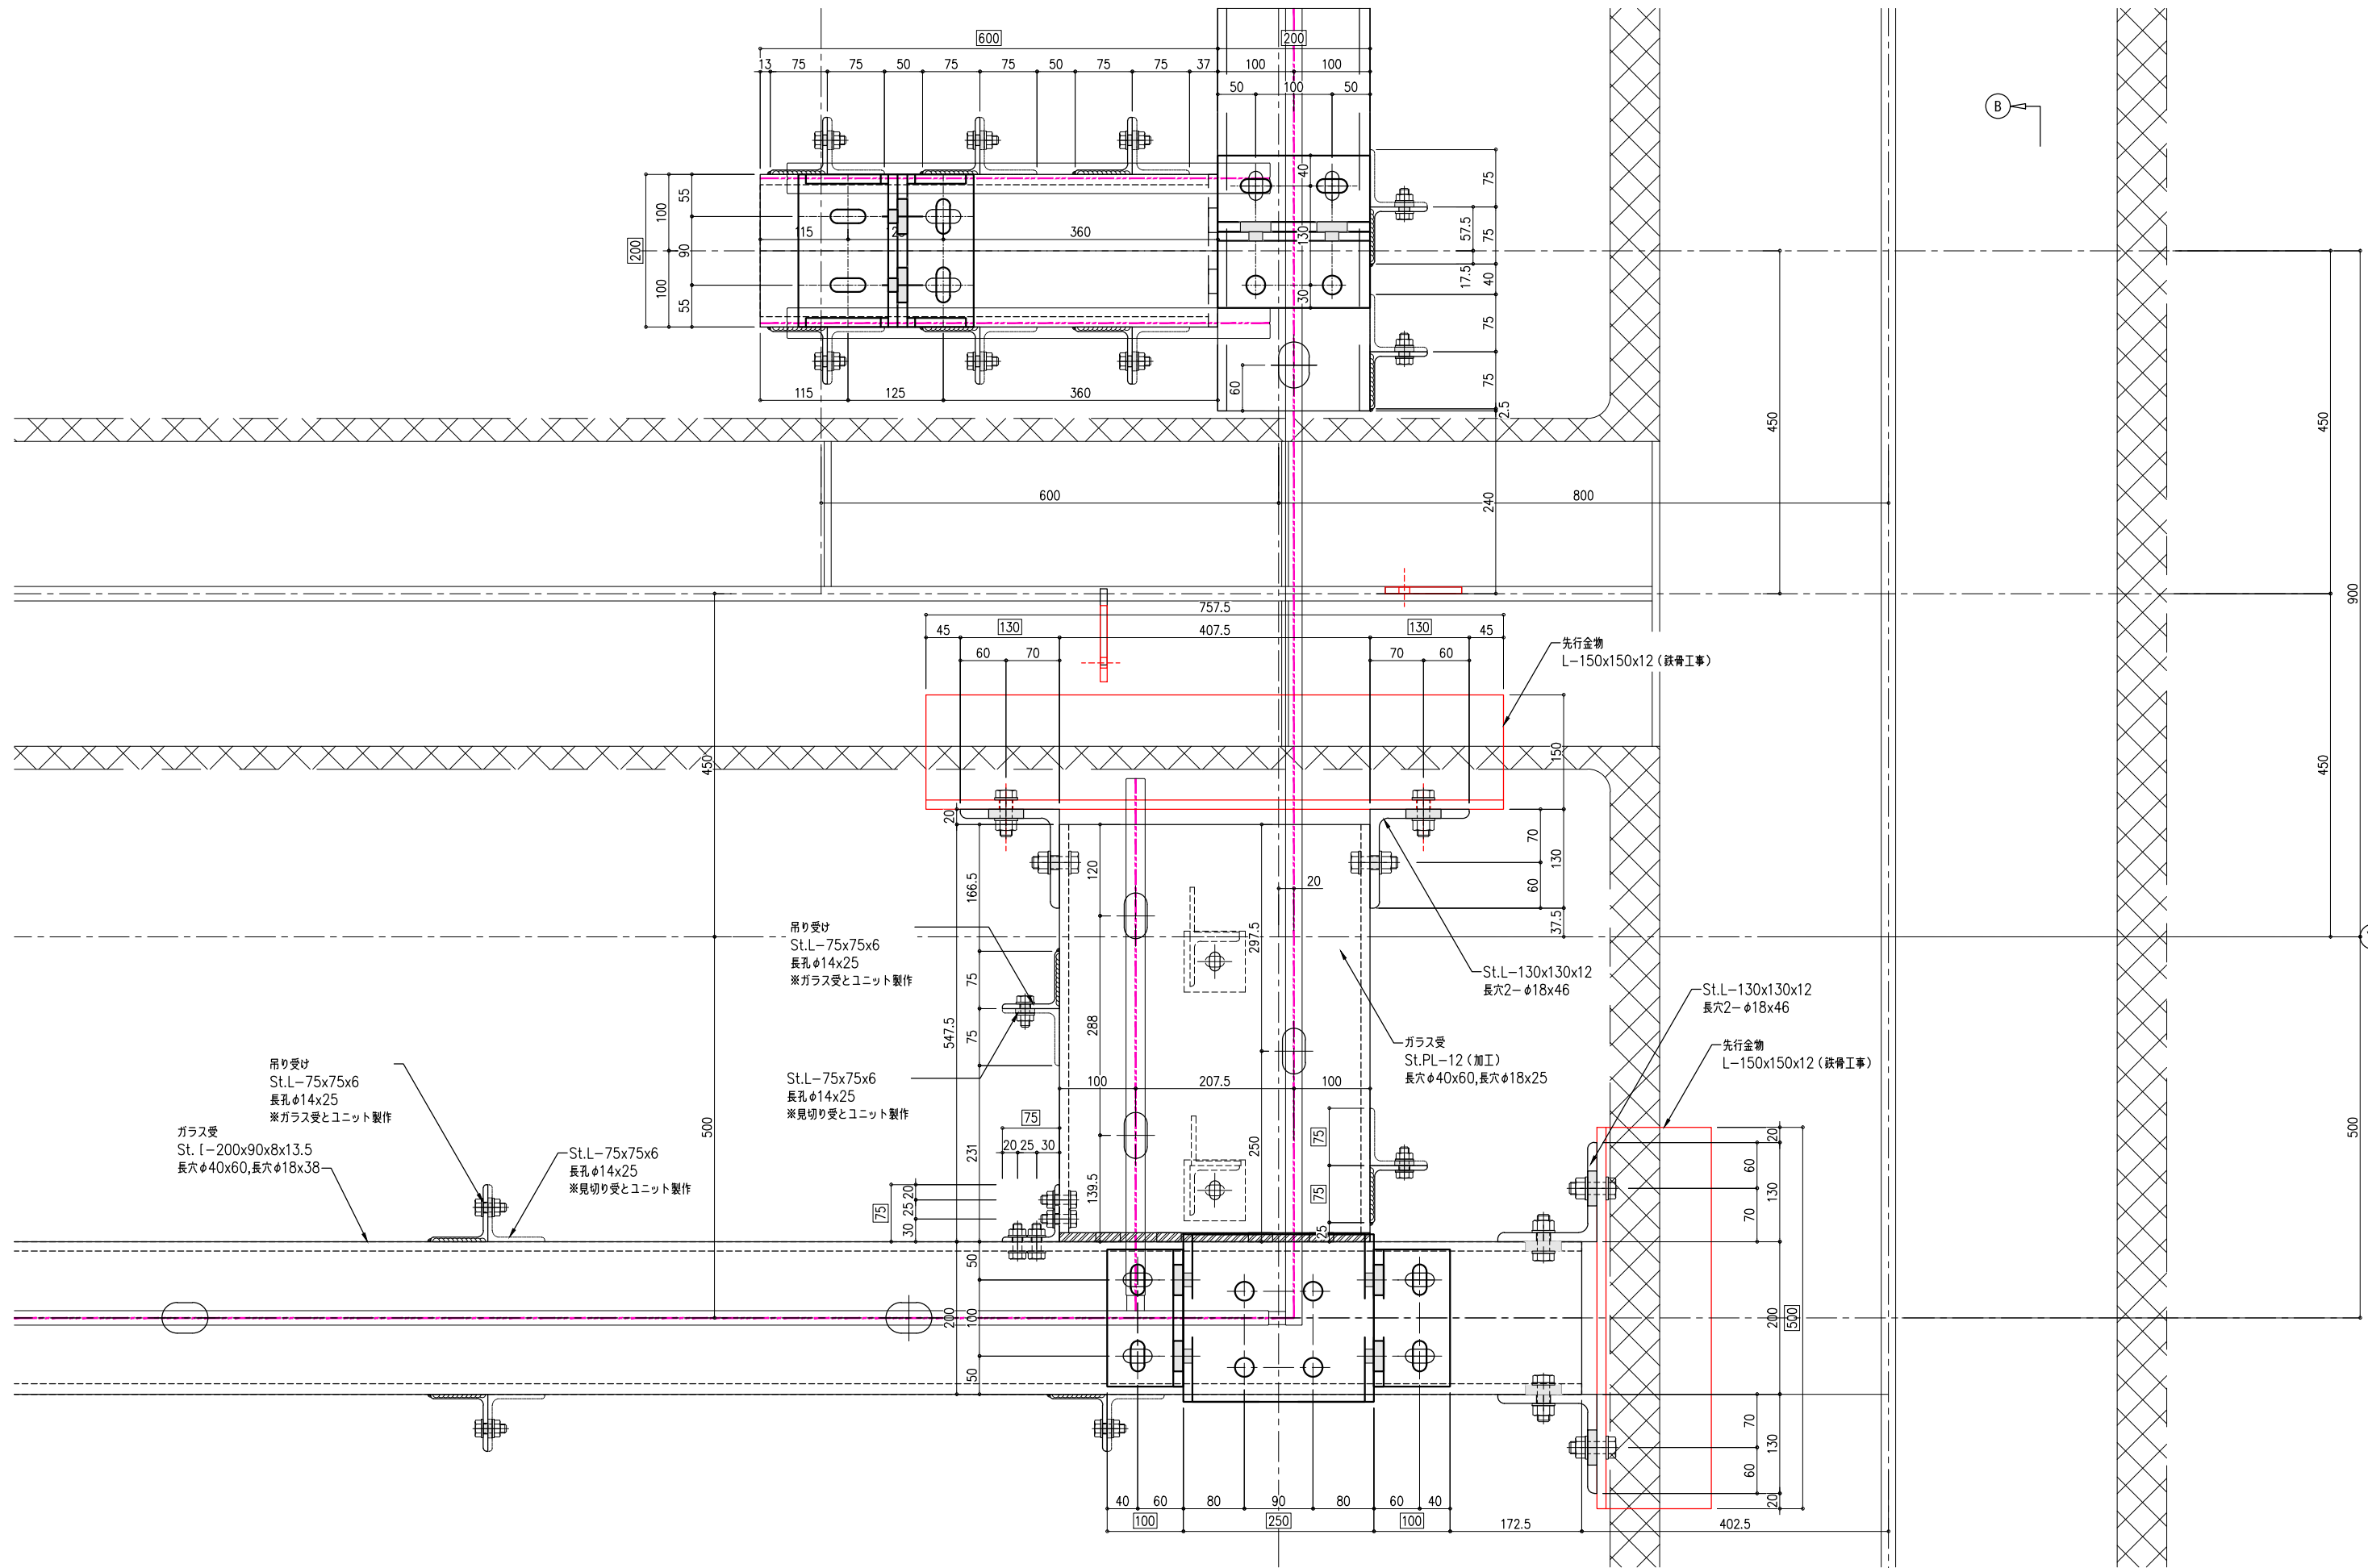 600
200
13 75 75 50 75 75 50 75 75 37 100 100
50 100 50
B
40
75
55
100
57.5
75
115
360
130
200
90
17.5
40
100
55
30
75
115
125
360
60
75
2.5
450
450
600
240
800
900
757.5
45
130
407.5
130
45
60
70
70
60
先行金物
L-150x150x12(鉄骨工事)
450
150
450
20
70
130
120
166.5
20
60
37.5
吊り受け
St.L-75x75x6
長孔φ14x25
※ガラス受とユニット製作
297.5
St.L-130x130x12
長穴2-φ18x46
St.L-130x130x12
長穴2-φ18x46
75
547.5
288
75
ガラス受
St.PL-12(加工)
長穴φ40x60,長穴φ18x25
先行金物
L-150x150x12(鉄骨工事)
吊り受け
St.L-75x75x6
長孔φ14x25
※ガラス受とユニット製作
St.L-75x75x6
長孔φ14x25
※見切り受とユニット製作
100
207.5
100
500
500
ガラス受
St. [-200x90x8x13.5
長穴φ40x60,長穴φ18x38
St.L-75x75x6
長孔φ14x25
※見切り受とユニット製作
75
20 25 30
231
250
75
20
60
130
139.5
75
20
25
30
75
70
25
50
200
100
50
200
500
70
130
60
20
40 60 80 90 80 60 40
100
250
100
172.5
402.5